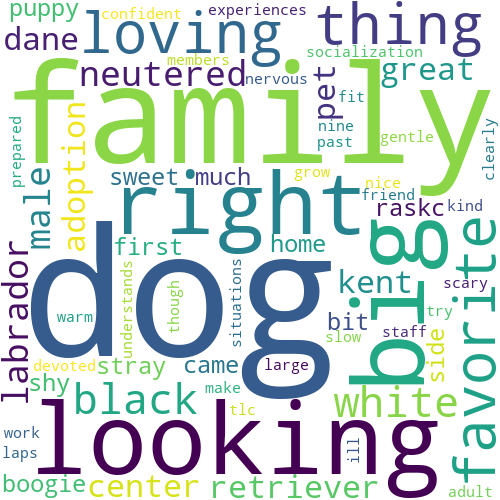 puppy
confident
experiences
dane
loving
thing
members
socialization
neutered
nervous
pet
great
family
fit
nine
past
gentle
clearly
prepared
adoption
sweet
much
grow
nice
friend
kind
male
right
raskc
big
favorite
first
home
scary
labrador
dog
understands
though
situations
kent
warm
bit
try
staff
slow
side
devoted
stray
came
large
shy
black
make
white
looking
tlc
work
laps
ill
boogie
center
retriever
adult